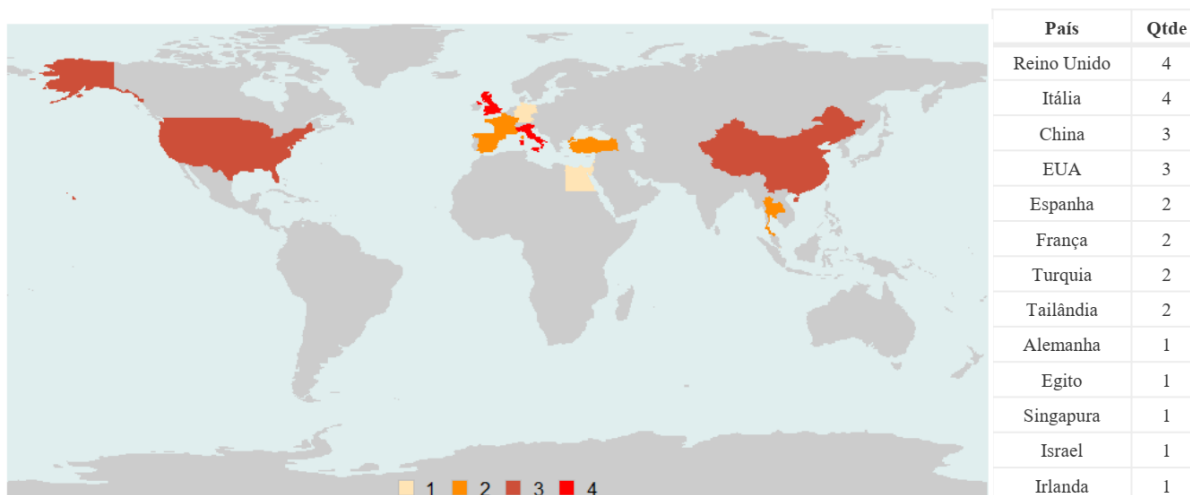 País Qtde
Reino Unido 4
Itália 4
China 3
EUA 3
Espanha 2
França 2
Turquia 2
Tailândia 2
Alemanha 1
Egito 1
Singapura 1
Israel 1
Irlanda 1
1 2 3 4